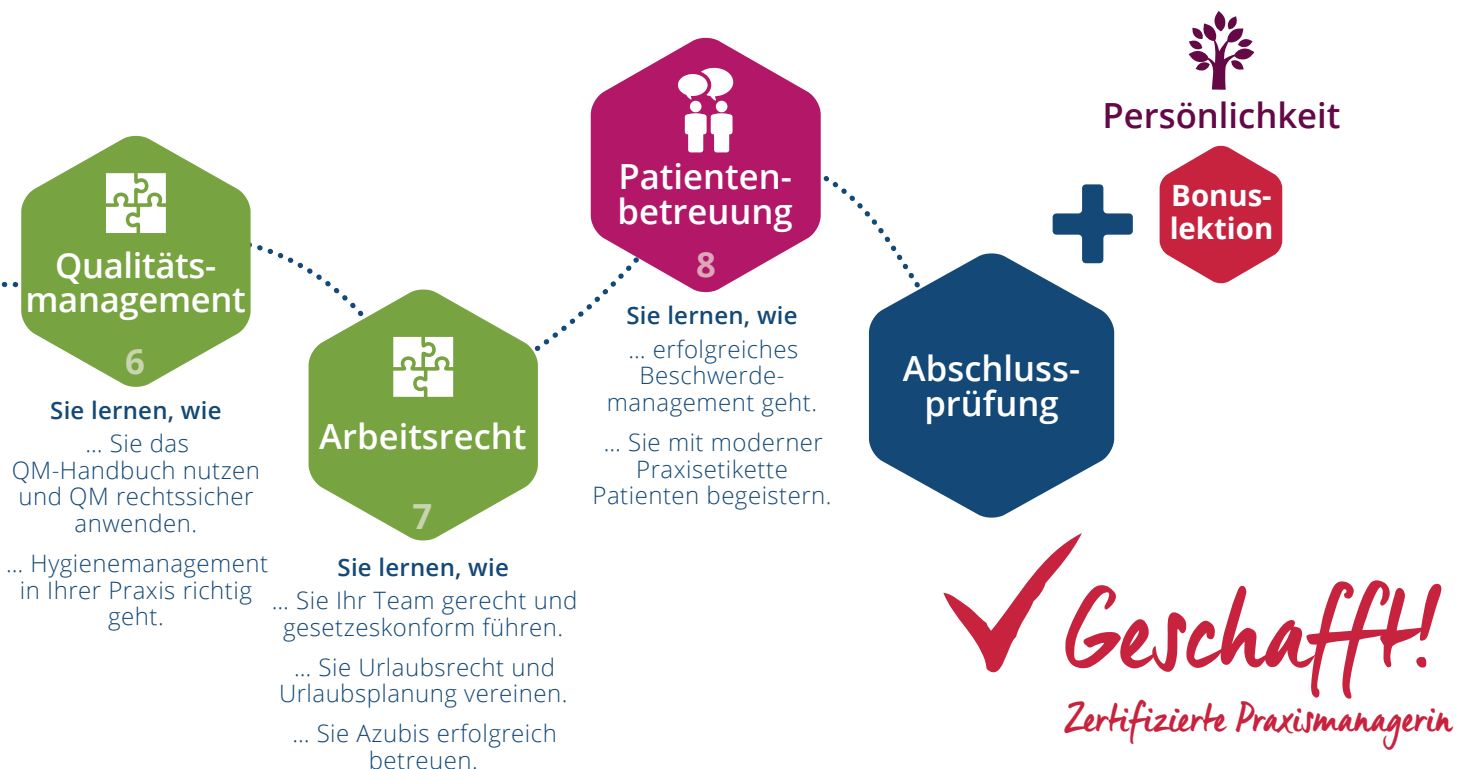 Qualitäts-
management
6
Sie lernen, wie
... Sie das
QM-Handbuch nutzen
und QM rechtssicher
anwenden.
... Hygienemanagement
in Ihrer Praxis richtig
geht.
Arbeitsrecht
7
Sie lernen, wie
... Sie Ihr Team gerecht und
gesetzeskonform führen.
... Sie Urlaubsrecht und
Urlaubsplanung vereinen.
... Sie Azubis erfolgreich
betreuen.
Patienten-
betreuung
8
Sie lernen, wie
... erfolgreiches
Beschwerde-
management geht.
... Sie mit moderner
Praxisetikette
Patienten begeistern.
Abschluss-
prüfung
Persönlichkeit
Bonus-
lektion
Geschafft!
Zertifizierte Praxismanagerin